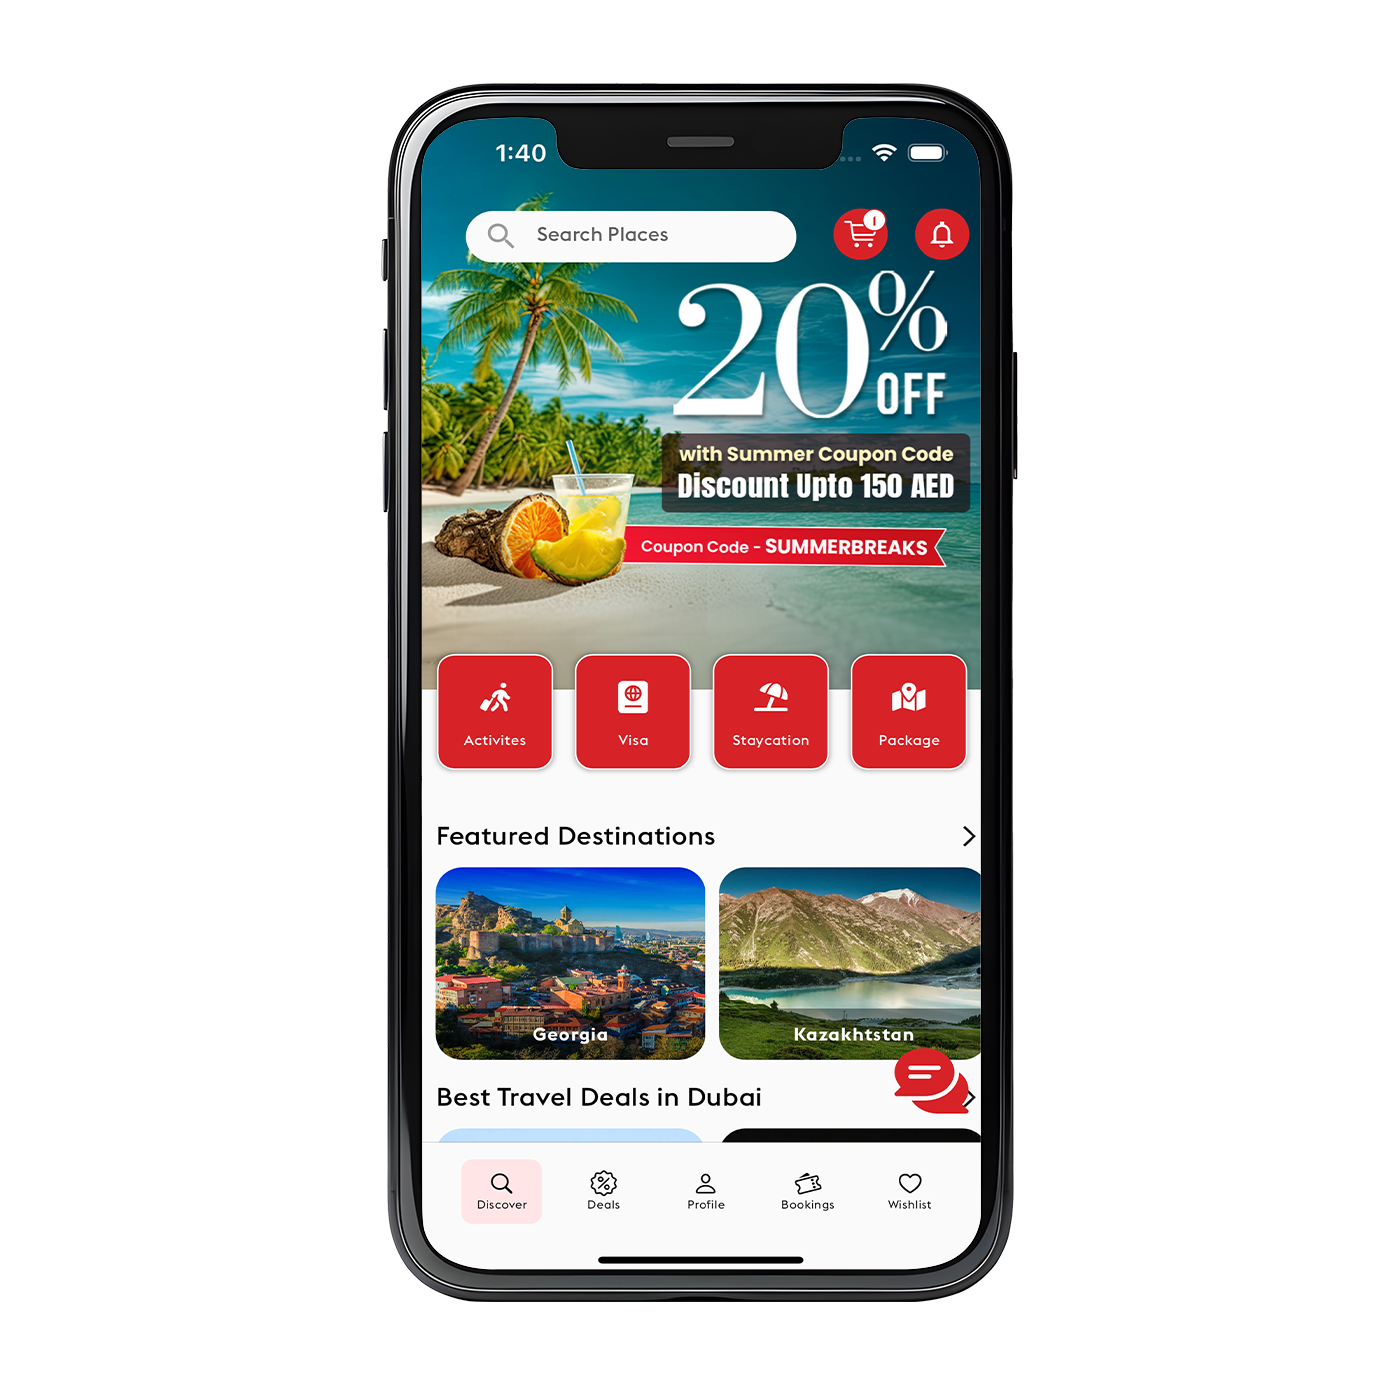 1:40
Search Places
1
20%
OFF
with Summer Coupon Code
Discount Upto 150 AED
Coupon Code - SUMMERBREAKS
Activites
Visa
Staycation
Package
Featured Destinations
Georgia
Kazakhtstan
Best Travel Deals in Dubai
Discover
Deals
Profile
Bookings
Wishlist